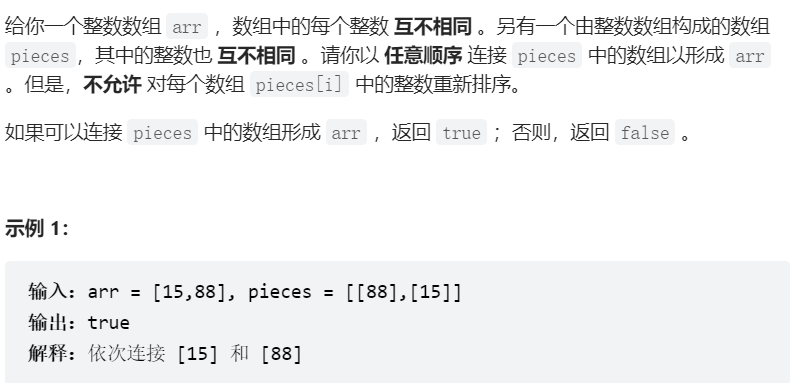 给你一个整数数组 arr ，数组中的每个整数 互不相同 。另有一个由整数数组构成的数组
pieces，其中的整数也 互不相同 。请你以 任意顺序 连接 pieces 中的数组以形成 arr
。但是，不允许 对每个数组 pieces[i] 中的整数重新排序。
如果可以连接 pieces 中的数组形成 arr ，返回 true ；否则，返回 false 。
示例 1：
输入：arr = [15,88], pieces = [[88],[15]]
输出：true
解释：依次连接 [15] 和 [88]